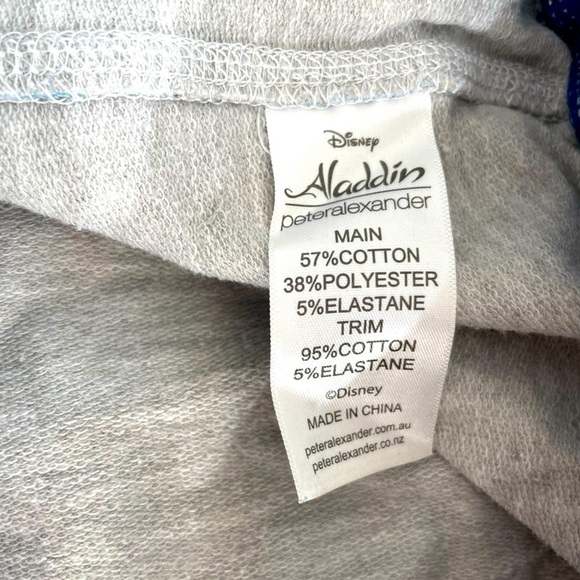 Disney
Aladdin
peteralexander
MAIN
57%COTTON
38%POLYESTER
5%ELASTANE
TRIM
95%COTTON
5%ELASTANE
©Disney
MADE IN CHINA
peteralexander.com.au
peteralexander.co.nz